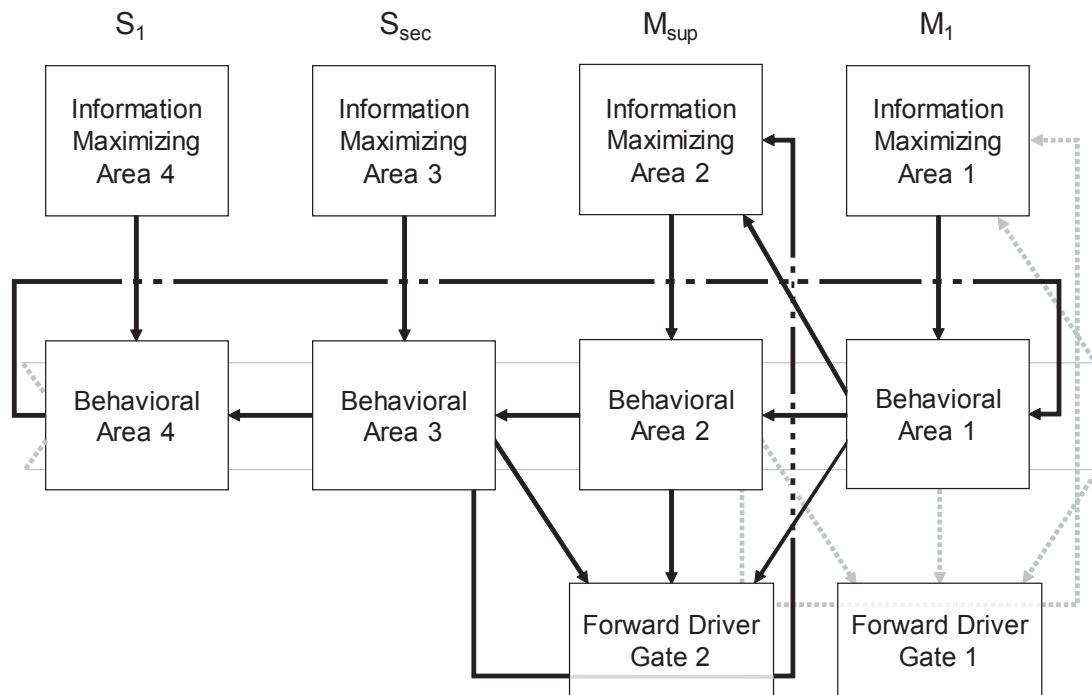 S1
Ssec
Msup
M1
Information
Maximizing
Area 4
Information
Maximizing
Area 3
Information
Maximizing
Area 2
Information
Maximizing
Area 1
Behavioral
Area 4
Behavioral
Area 3
Behavioral
Area 2
Behavioral
Area 1
Forward Driver
Gate 2
Forward Driver
Gate 1